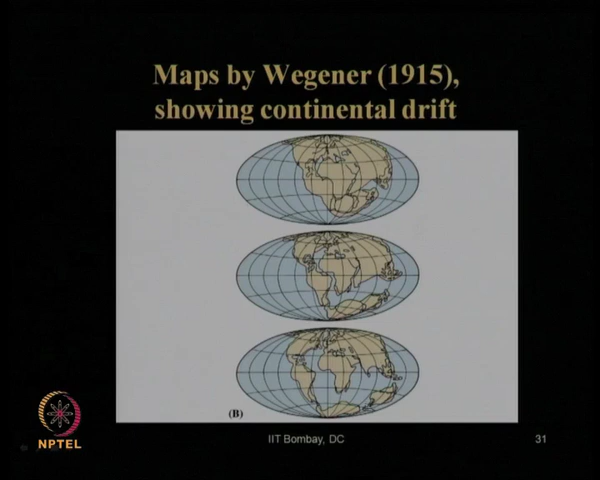 Maps by Wegener (1915),
showing continental drift
(B)
NPTEL
IIT Bombay, DC
31